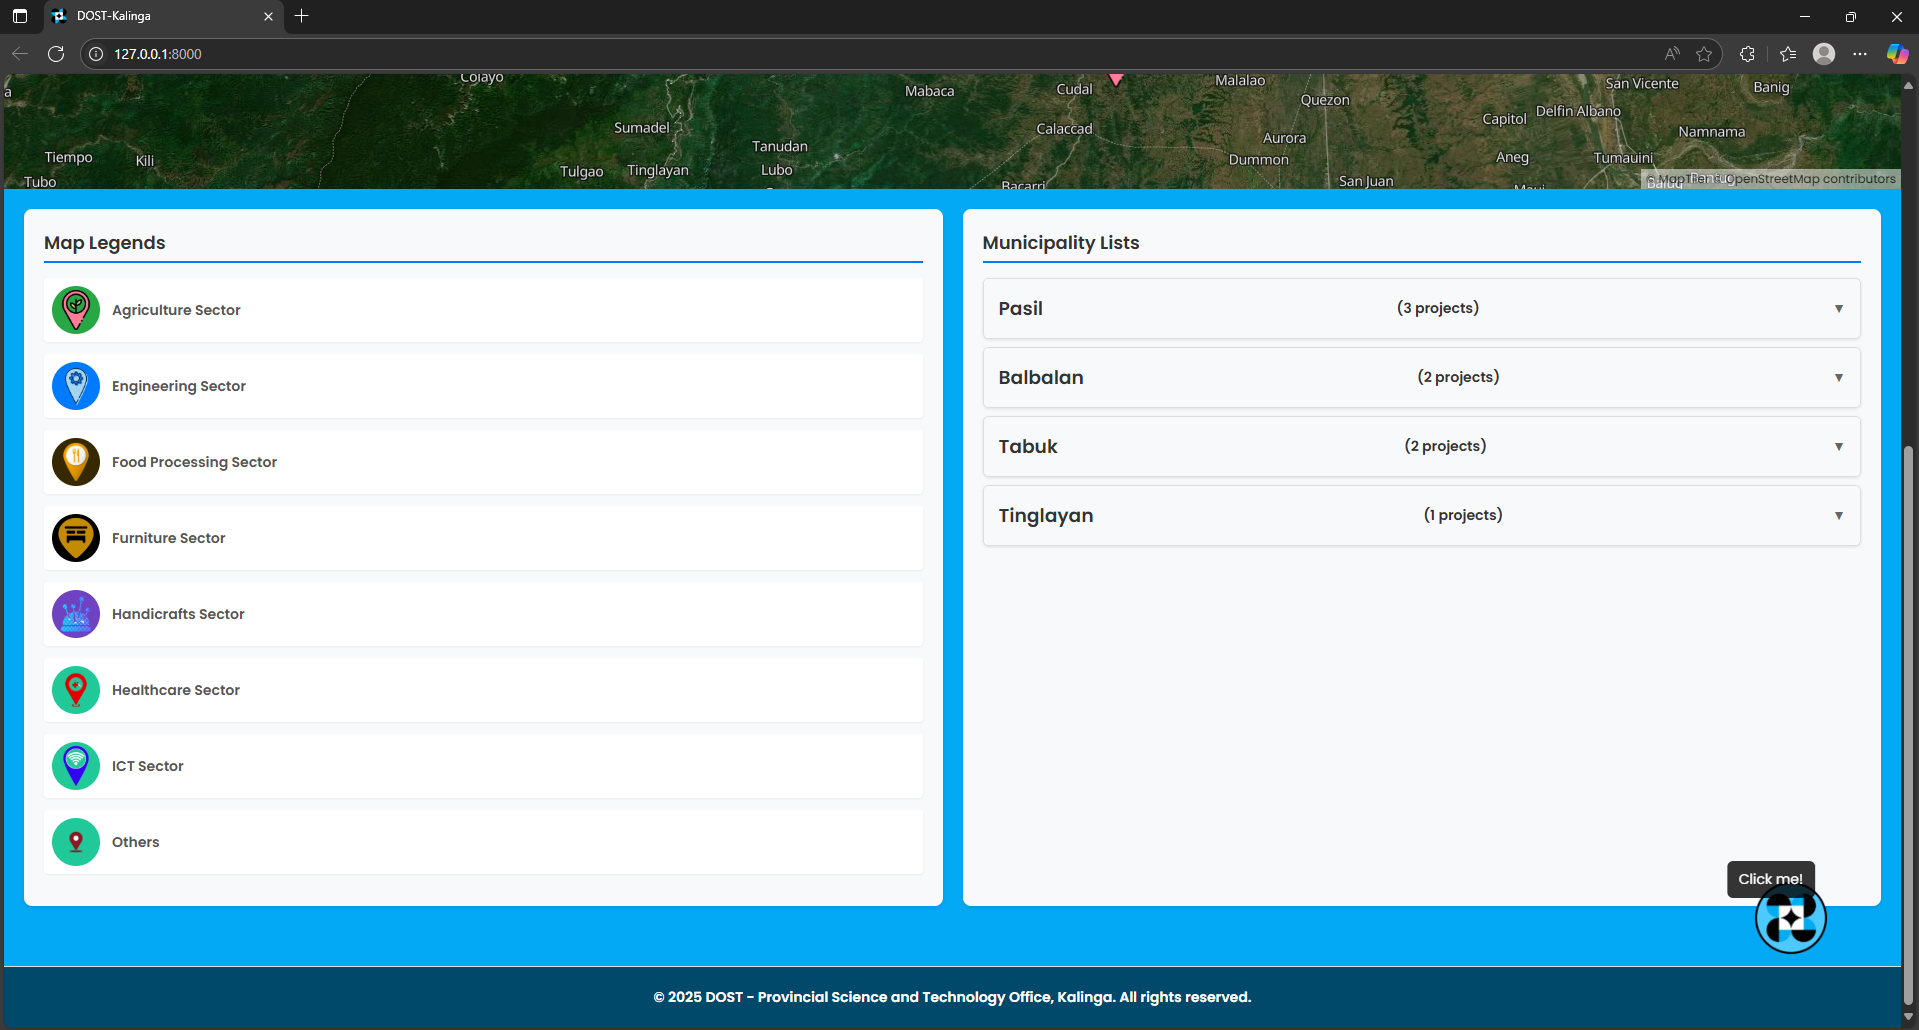 DOST-Kalinga
127.0.0.1:8000
Colayo
Mabaca
Cudal
Malalao
Quezon
San Vicente
Banig
Capitol
Delfin Albano
Sumadel
Calaccad
Aurora
Namnama
Tiempo
Kili
Tanudan
Dummon
Aneg
Tumauini
Tulgao
Tinglayan
Lubo
Tubo
Bacarri
San Juan
© MapTiler © OpenStreetMap contributors
Map Legends
Agriculture Sector
Engineering Sector
Food Processing Sector
Furniture Sector
Handicrafts Sector
Healthcare Sector
ICT Sector
Others
Municipality Lists
Pasil (3 projects)
Balbalan (2 projects)
Tabuk (2 projects)
Tinglayan (1 projects)
Click me!
© 2025 DOST - Provincial Science and Technology Office, Kalinga. All rights reserved.